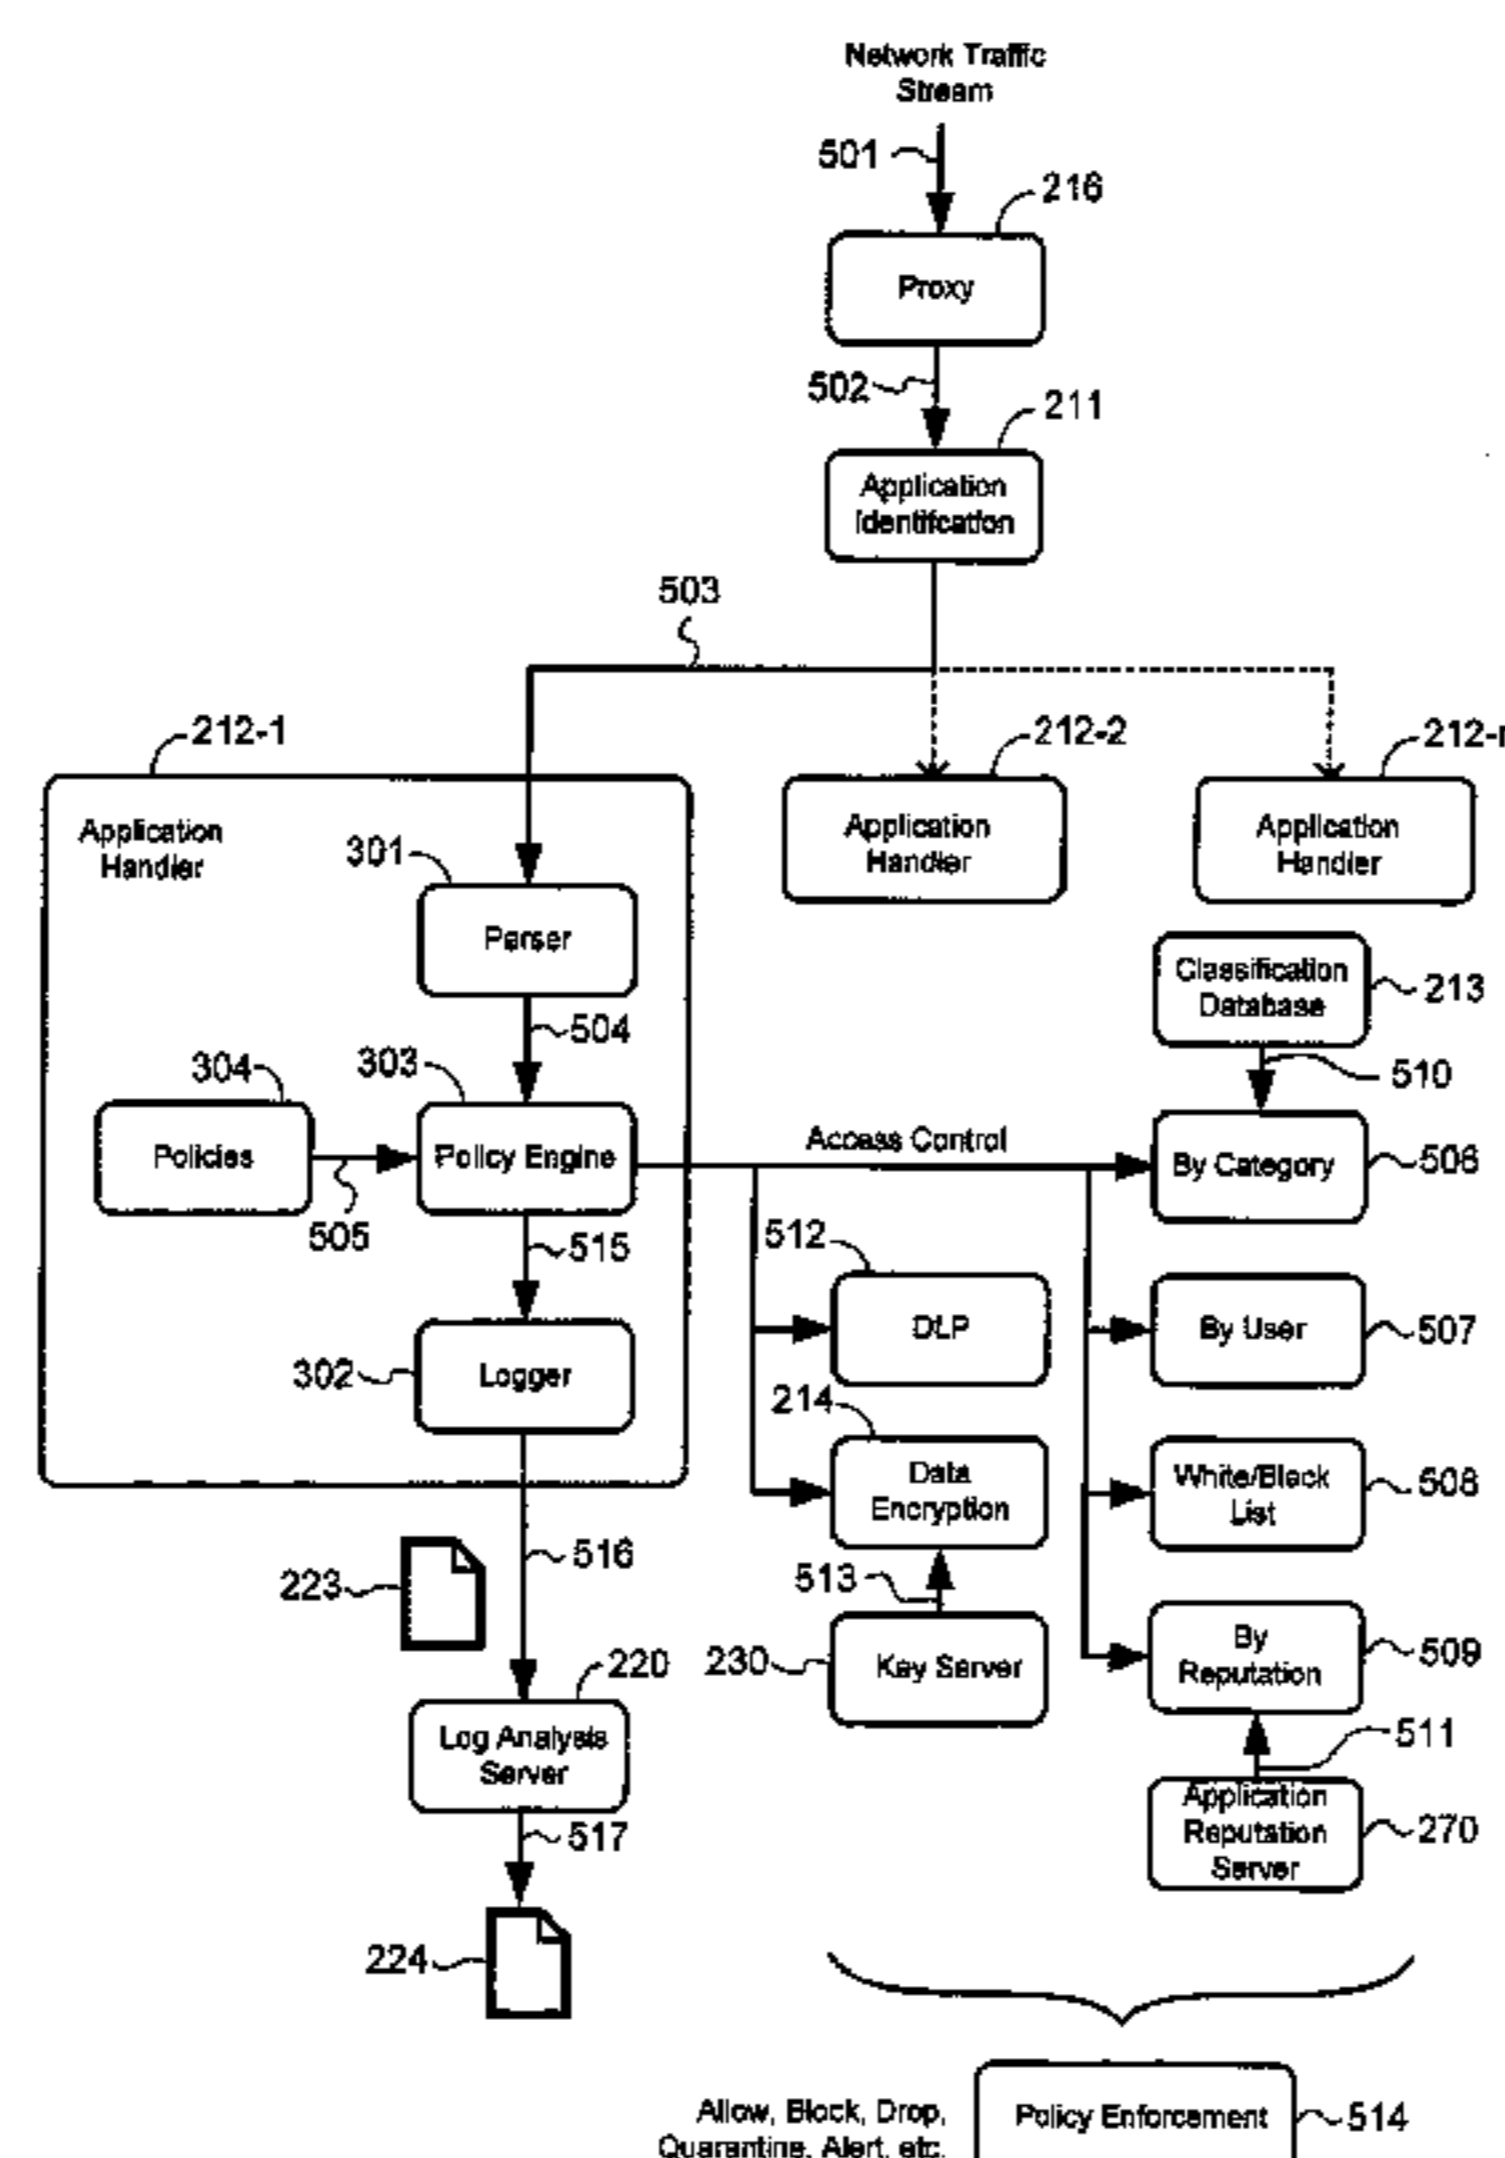 Network Traffic
Stream
501
216
Proxy
502
211
Application
Identifcation
503
212-1
212-2
212-n
Application
Handler
Application
Handler
Application
Handler
301
Parser
Classification
Database
213
504
510
304
303
Policies
Policy Engine
Access Control
By Category
506
505
515
512
DLP
By User
507
302
Logger
214
Data
Encryption
White/Black
List
508
516
513
223
230
Key Server
By
Reputation
509
220
511
Log Analysis
Server
Application
Reputation
Server
270
517
224
Allow, Block, Drop,
Quarantine, Alert, etc.
Policy Enforcement
514